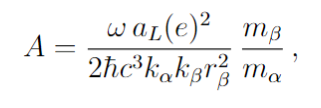 A = \frac{\omega \, a_L(e)^2}{2\hbar c^3 k_\alpha k_\beta r_\beta^2} \, \frac{m_\beta}{m_\alpha} \, ,